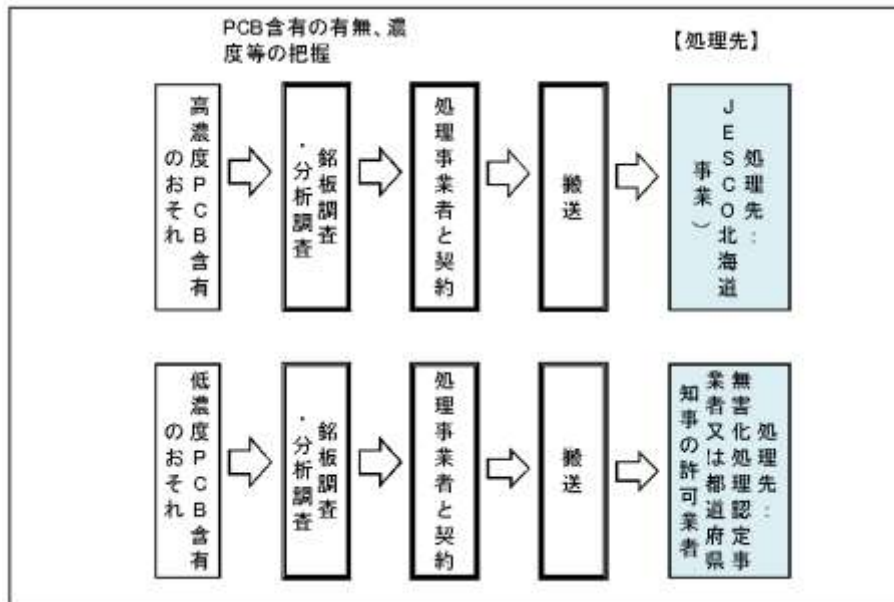 PCB含有の有無、濃
度等の把握
【処理先】
高濃度PCB含有
のおそれ
銘板調査
・分析調査
処理事業者と契約
搬送
処理先：
JESCO北海道
事業）
低濃度PCB含有
のおそれ
銘板調査
・分析調査
処理事業者と契約
搬送
処理先：
無害化処理認定事
業者又は都道府県
知事の許可業者